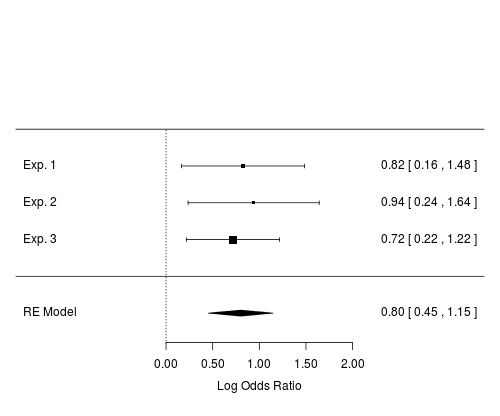 Exp. 1 0.82 [ 0.16 , 1.48 ]
Exp. 2 0.94 [ 0.24 , 1.64 ]
Exp. 3 0.72 [ 0.22 , 1.22 ]
RE Model 0.80 [ 0.45 , 1.15 ]
0.00 0.50 1.00 1.50 2.00
Log Odds Ratio